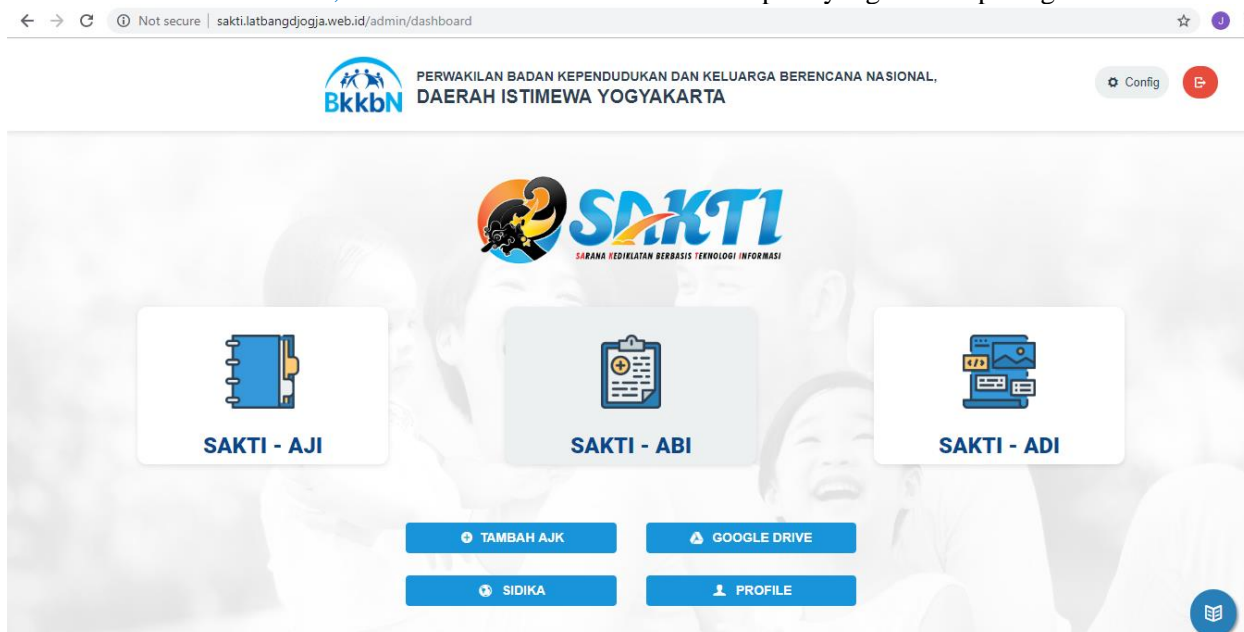 Not secure | sakti.latbangdjogja.web.id/admin/dashboard
J
BkkbN
PERWAKILAN BADAN KEPENDUDUKAN DAN KELUARGA BERENCANA NASIONAL,
DAERAH ISTIMEWA YOGYAKARTA
Config
SAKTI
SARANA KEDIKLATAN BERBASIS TEKNOLOGI INFORMASI
SAKTI - AJI
SAKTI - ABI
SAKTI - ADI
TAMBAH AJK
GOOGLE DRIVE
SIDIKA
PROFILE